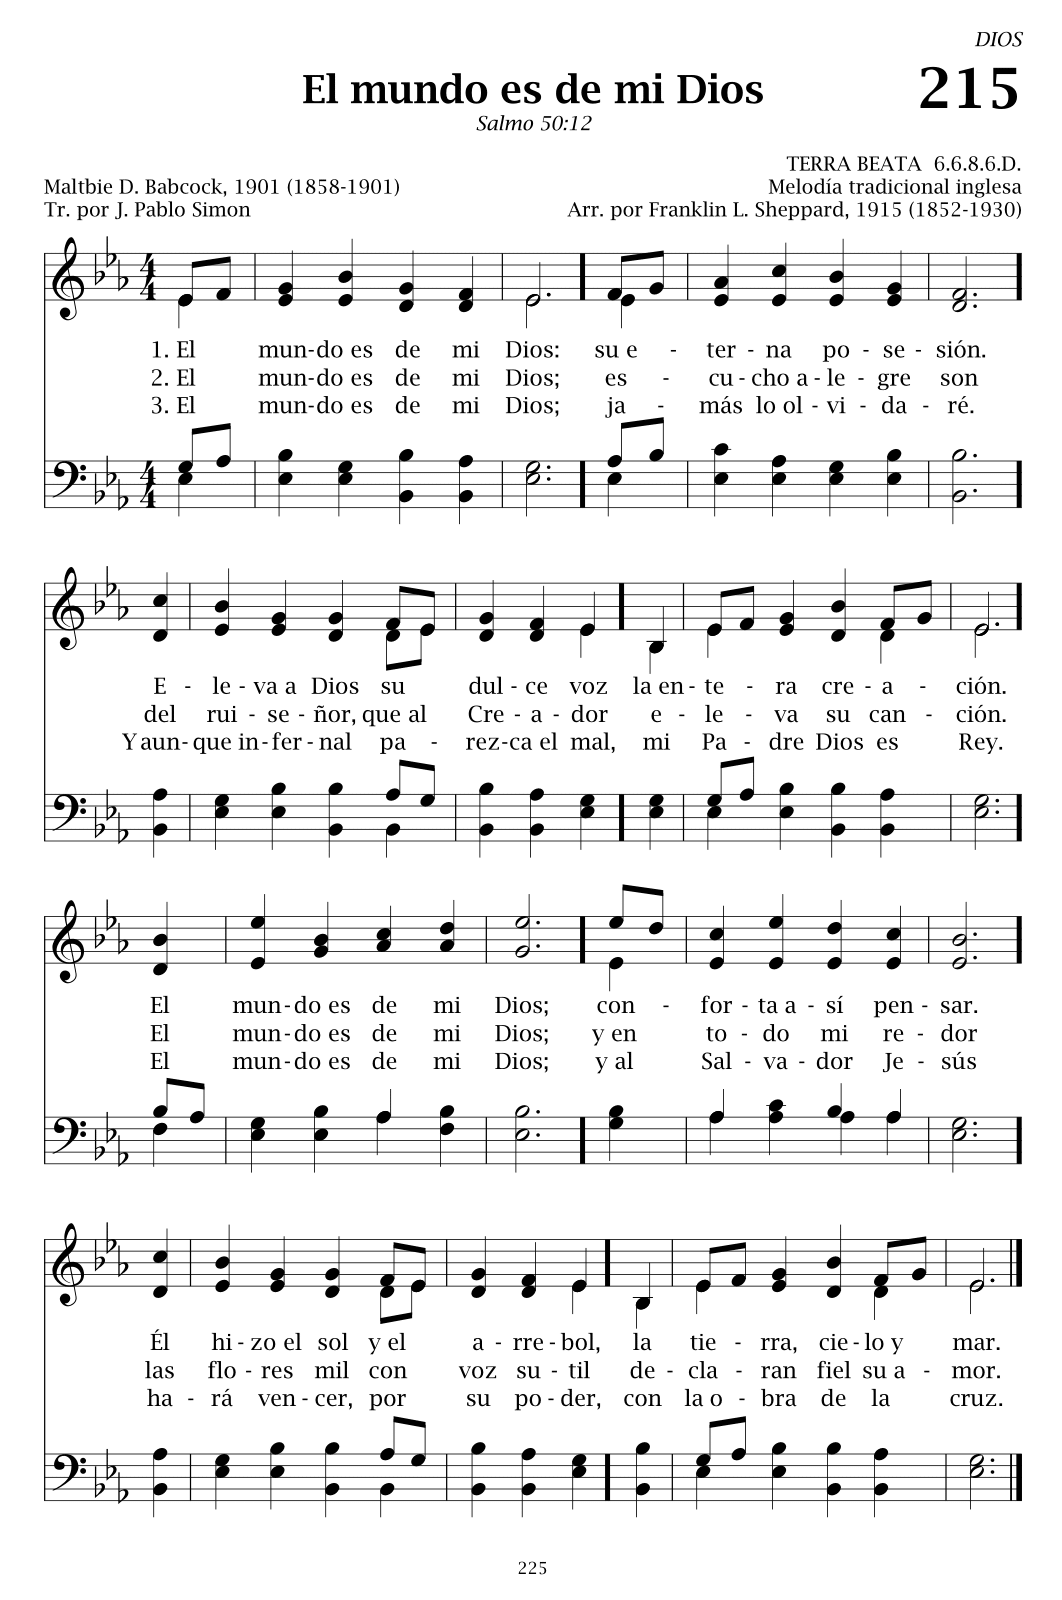 DIOS
El mundo es de mi Dios 215
Salmo 50:12
TERRA BEATA 6.6.8.6.D.
Maltbie D. Babcock, 1901 (1858-1901) Melodía tradicional inglesa
Tr. por J. Pablo Simon Arr. por Franklin L. Sheppard, 1915 (1852-1930)
4 4
1. El mun-do es de mi Dios: su e - ter - na po - se - sión.
2. El mun-do es de mi Dios; es - cu - cho a - le - gre son
3. El mun-do es de mi Dios; ja - más lo ol - vi - da - ré.
4 4
E - le - va a Dios su dul - ce voz la en - te - ra cre - a - ción.
del rui - se - ñor, que al Cre - a - dor e - le - va su can - ción.
Y aun - que in - fer - nal pa - rez - ca el mal, mi Pa - dre Dios es Rey.
El mun-do es de mi Dios; con - for - ta a - sí pen - sar.
El mun-do es de mi Dios; y en to - do mi re - dor
El mun-do es de mi Dios; y al Sal - va - dor Je - sús
Él hi - zo el sol y el a - rre - bol, la tie - rra, cie - lo y mar.
las flo - res mil con voz su - til de - cla - ran fiel su a - mor.
ha - rá ven - cer, por su po - der, con la o - bra de la cruz.
225